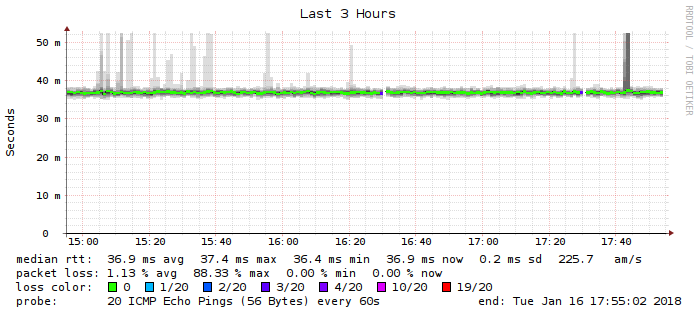 Last 3 Hours
RRDTOOL / TOBI OETIKER
Seconds
50 m
40 m
30 m
20 m
10 m
0
15:00 15:20 15:40 16:00 16:20 16:40 17:00 17:20 17:40
median rtt: 36.9 ms avg 37.4 ms max 36.4 ms min 36.9 ms now 0.2 ms sd 225.7 am/s
packet loss: 1.13 % avg 88.33 % max 0.00 % min 0.00 % now
loss color: 0 1/20 2/20 3/20 4/20 10/20 19/20
probe: 20 ICMP Echo Pings (56 Bytes) every 60s end: Tue Jan 16 17:55:02 2018